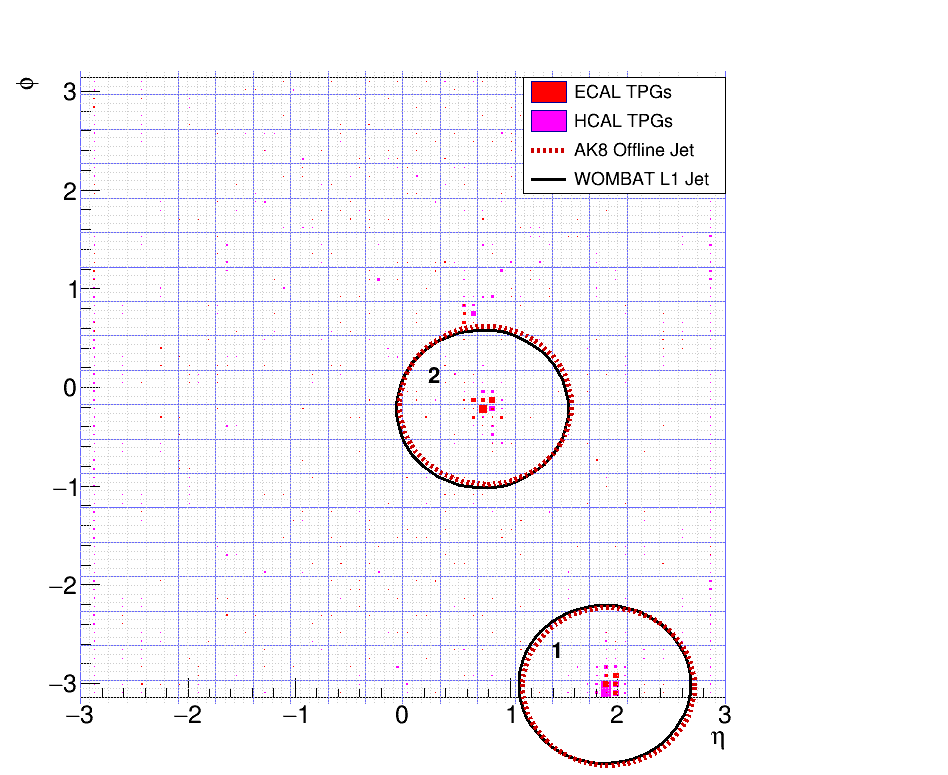 ϕ
3
2
1
0
−1
−2
−3
ECAL TPGs
HCAL TPGs
AK8 Offline Jet
WOMBAT L1 Jet
2
1
−3 −2 −1 0 1 2 3
η